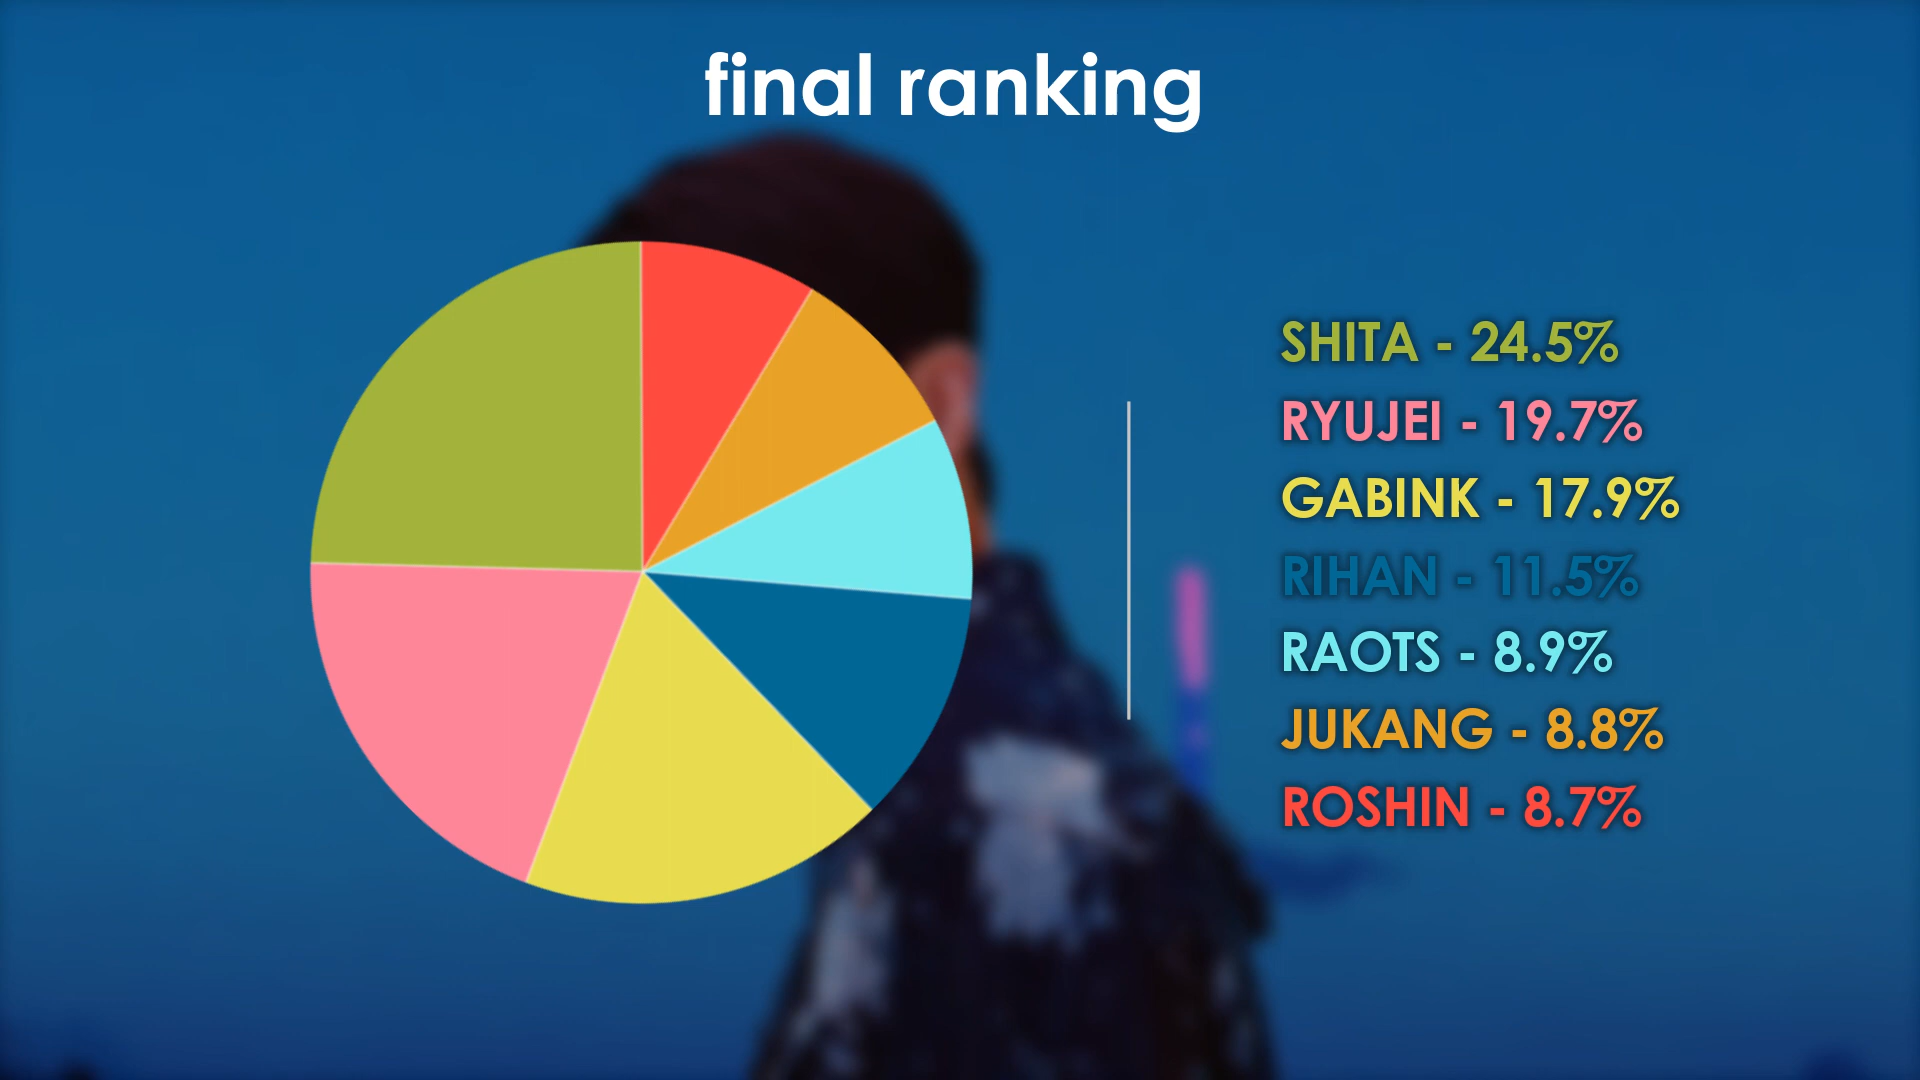 final ranking
SHITA - 24.5%
RYUJEI - 19.7%
GABINK - 17.9%
RIHAN - 11.5%
RAOTS - 8.9%
JUKANG - 8.8%
ROSHIN - 8.7%